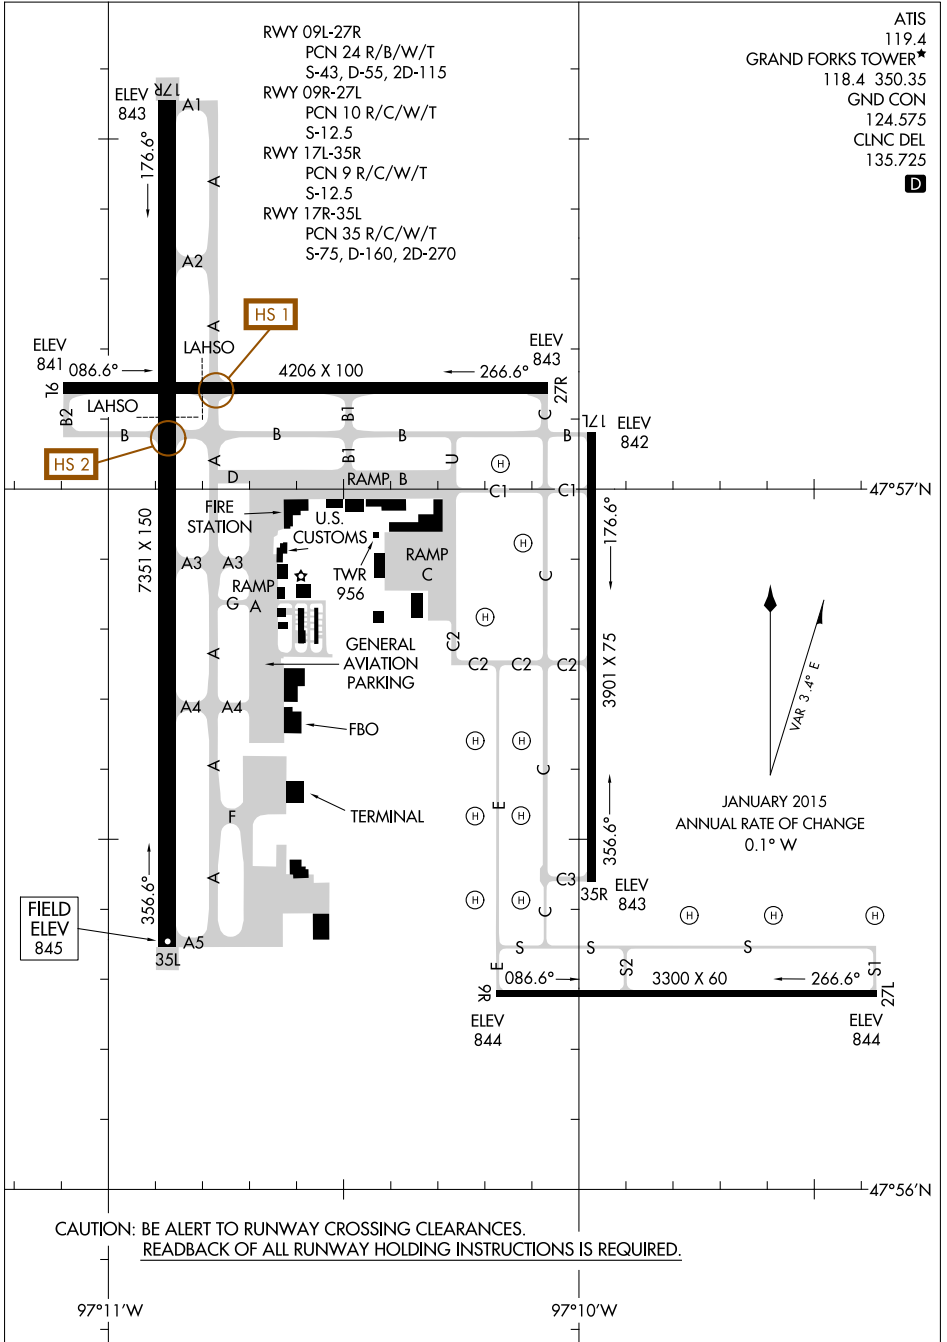 RWY 09L-27R
PCN 24 R/B/W/T
S-43, D-55, 2D-115
RWY 09R-27L
PCN 10 R/C/W/T
S-12.5
RWY 17L-35R
PCN 9 R/C/W/T
S-12.5
RWY 17R-35L
PCN 35 R/C/W/T
S-75, D-160, 2D-270
ATIS
119.4
GRAND FORKS TOWER★
118.4 350.35
GND CON
124.575
CLNC DEL
135.725
D
ELEV
843
17R
A1
176.6°
A
A2
A
HS 1
LAHSO
ELEV
841
086.6°
4206 X 100
266.6°
ELEV
843
9L
27R
LAHSO
B2
B
B
B1
B
C
B
17L
ELEV
842
HS 2
A
B1
U
H
D
RAMP B
C1
C1
47°57'N
7351 X 150
FIRE
STATION
U.S.
CUSTOMS
TWR
956
RAMP
C
H
C
176.6°
A3
A3
RAMP
A
G
H
3901 X 75
A
GENERAL
AVIATION
PARKING
C2
C2
C2
C2
VAR 3.4° E
A4
A4
FBO
H
H
A
C
E
F
TERMINAL
H
H
356.6°
JANUARY 2015
ANNUAL RATE OF CHANGE
0.1° W
356.6°
A
C3
35R
ELEV
843
H
H
C
H
H
H
FIELD
ELEV
845
A5
35L
S
S
S
E
S2
S1
086.6°
3300 X 60
266.6°
9R
27L
ELEV
844
ELEV
844
47°56'N
CAUTION: BE ALERT TO RUNWAY CROSSING CLEARANCES.
READBACK OF ALL RUNWAY HOLDING INSTRUCTIONS IS REQUIRED.
97°11'W
97°10'W